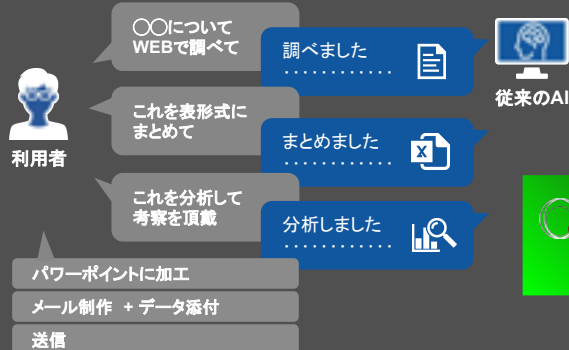 〇〇について
WEBで調べて
調べました
............
従来のAI
これを表形式に
まとめて
まとめました
............
X
利用者
これを分析して
考察を頂戴
分析しました
............
パワーポイントに加工
メール制作 + データ添付
送信